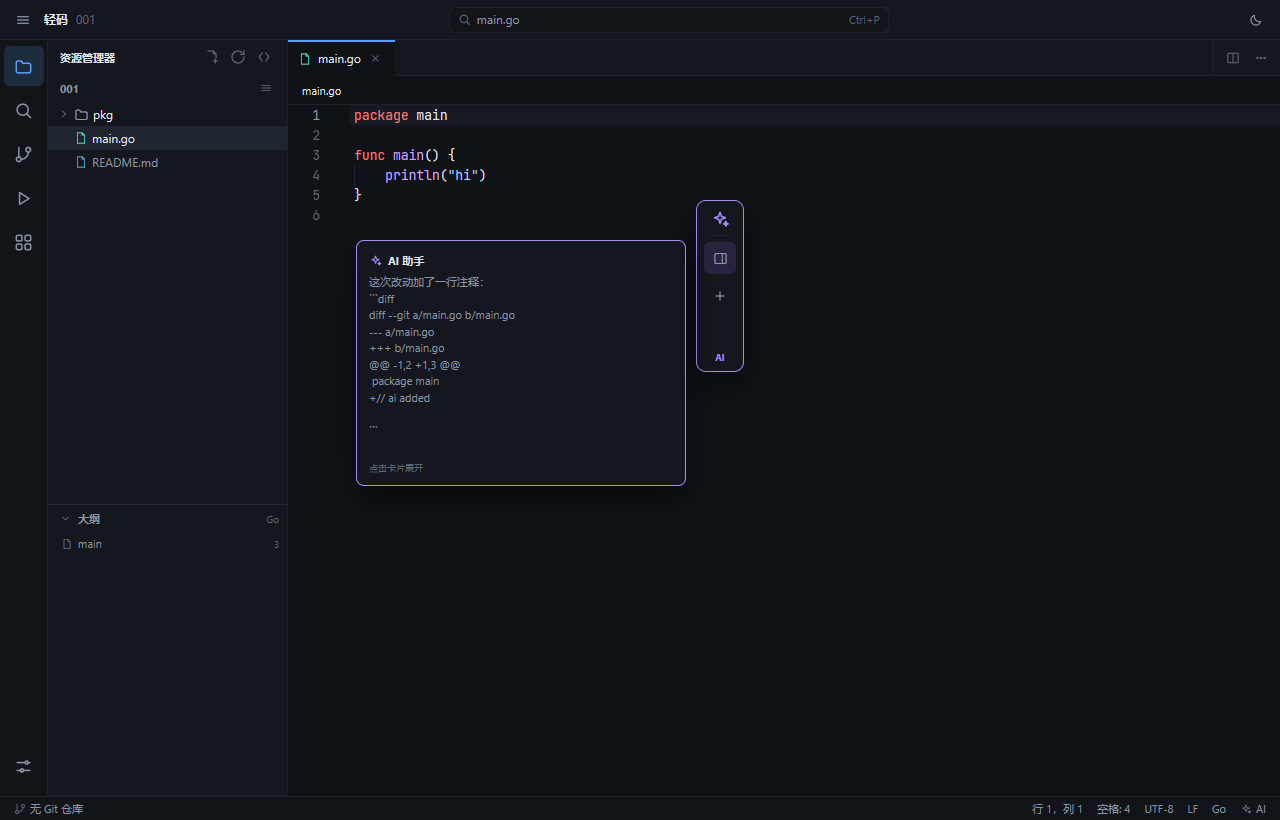 轻码 001
main.go Ctrl+P
资源管理器
001
pkg
main.go
README.md
大纲 Go
main 3
main.go
main.go
1 package main
2
3 func main() {
4 println("hi")
5 }
6
AI 助手
这次改动加了一行注释：
```diff
diff --git a/main.go b/main.go
--- a/main.go
+++ b/main.go
@@ -1,2 +1,3 @@
package main
+// ai added
```
点击卡片展开
AI
无 Git 仓库
行 1，列 1 空格: 4 UTF-8 LF Go AI